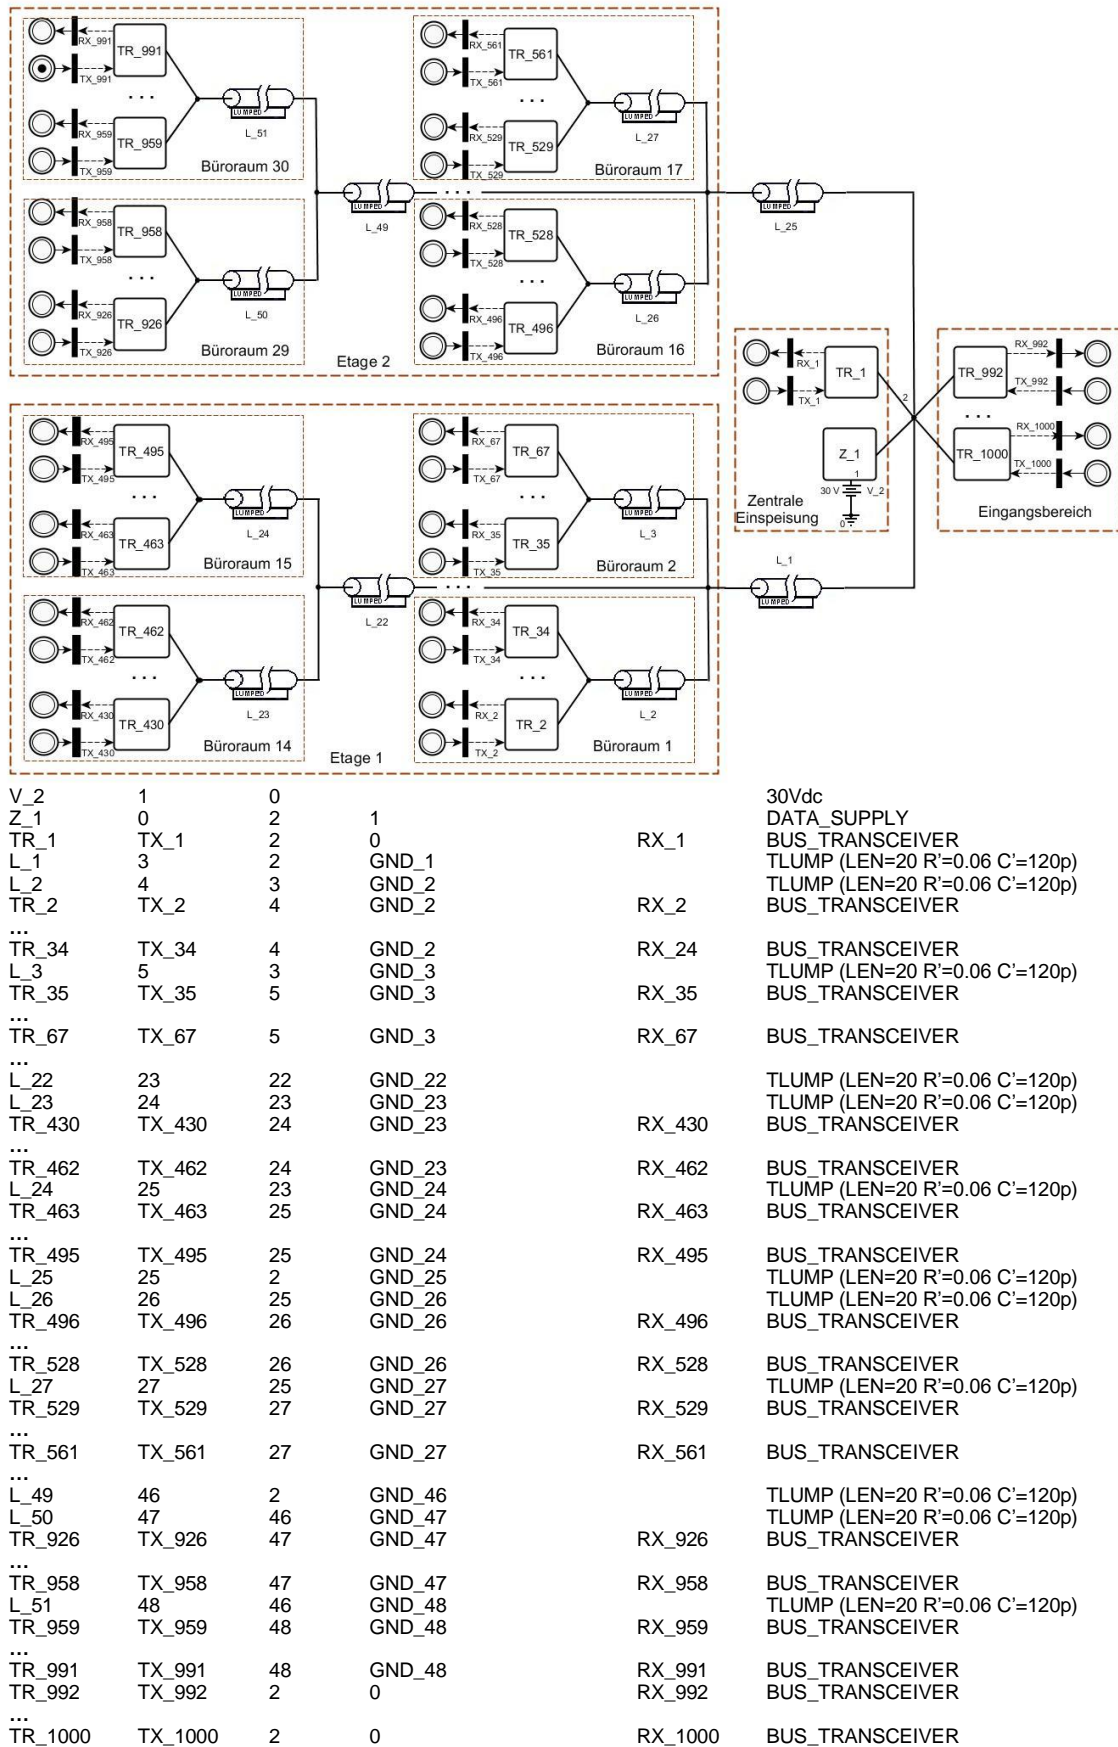 RX_991
TR_991
TX_991
. . .
RX_959
TR_959
TX_959
LUMPED
L_51
Büroraum 30
RX_561
TR_561
TX_561
. . .
RX_529
TR_529
TX_529
LUMPED
L_27
Büroraum 17
LUMPED
L_49
. . .
LUMPED
L_25
RX_958
TR_958
TX_958
. . .
RX_926
TR_926
TX_926
LUMPED
L_50
Büroraum 29
RX_528
TR_528
TX_528
. . .
RX_496
TR_496
TX_496
LUMPED
L_26
Büroraum 16
Etage 2
RX_1
TR_1
TX_1
2
Z_1
1
30 V
V_2
0
Zentrale
Einspeisung
RX_992
TR_992
TX_992
. . .
RX_1000
TR_1000
TX_1000
Eingangsbereich
RX_495
TR_495
TX_495
. . .
RX_463
TR_463
TX_463
LUMPED
L_24
Büroraum 15
RX_67
TR_67
TX_67
. . .
RX_35
TR_35
TX_35
LUMPED
L_3
Büroraum 2
LUMPED
L_22
. . .
L_1
LUMPED
RX_462
TR_462
TX_462
. . .
RX_430
TR_430
TX_430
LUMPED
L_23
Büroraum 14
RX_34
TR_34
TX_34
. . .
RX_2
TR_2
TX_2
LUMPED
L_2
Büroraum 1
Etage 1
V_2 1 0 30Vdc
Z_1 0 2 1 DATA_SUPPLY
TR_1 TX_1 2 0 RX_1 BUS_TRANSCEIVER
L_1 3 2 GND_1 TLUMP (LEN=20 R’=0.06 C’=120p)
L_2 4 3 GND_2 TLUMP (LEN=20 R’=0.06 C’=120p)
TR_2 TX_2 4 GND_2 RX_2 BUS_TRANSCEIVER
...
TR_34 TX_34 4 GND_2 RX_24 BUS_TRANSCEIVER
L_3 5 3 GND_3 TLUMP (LEN=20 R’=0.06 C’=120p)
TR_35 TX_35 5 GND_3 RX_35 BUS_TRANSCEIVER
...
TR_67 TX_67 5 GND_3 RX_67 BUS_TRANSCEIVER
...
L_22 23 22 GND_22 TLUMP (LEN=20 R’=0.06 C’=120p)
L_23 24 23 GND_23 TLUMP (LEN=20 R’=0.06 C’=120p)
TR_430 TX_430 24 GND_23 RX_430 BUS_TRANSCEIVER
...
TR_462 TX_462 24 GND_23 RX_462 BUS_TRANSCEIVER
L_24 25 23 GND_24 TLUMP (LEN=20 R’=0.06 C’=120p)
TR_463 TX_463 25 GND_24 RX_463 BUS_TRANSCEIVER
...
TR_495 TX_495 25 GND_24 RX_495 BUS_TRANSCEIVER
L_25 25 2 GND_25 TLUMP (LEN=20 R’=0.06 C’=120p)
L_26 26 25 GND_26 TLUMP (LEN=20 R’=0.06 C’=120p)
TR_496 TX_496 26 GND_26 RX_496 BUS_TRANSCEIVER
...
TR_528 TX_528 26 GND_26 RX_528 BUS_TRANSCEIVER
L_27 27 25 GND_27 TLUMP (LEN=20 R’=0.06 C’=120p)
TR_529 TX_529 27 GND_27 RX_529 BUS_TRANSCEIVER
...
TR_561 TX_561 27 GND_27 RX_561 BUS_TRANSCEIVER
...
L_49 46 2 GND_46 TLUMP (LEN=20 R’=0.06 C’=120p)
L_50 47 46 GND_47 TLUMP (LEN=20 R’=0.06 C’=120p)
TR_926 TX_926 47 GND_47 RX_926 BUS_TRANSCEIVER
...
TR_958 TX_958 47 GND_47 RX_958 BUS_TRANSCEIVER
L_51 48 46 GND_48 TLUMP (LEN=20 R’=0.06 C’=120p)
TR_959 TX_959 48 GND_48 RX_959 BUS_TRANSCEIVER
...
TR_991 TX_991 48 GND_48 RX_991 BUS_TRANSCEIVER
TR_992 TX_992 2 0 RX_992 BUS_TRANSCEIVER
...
TR_1000 TX_1000 2 0 RX_1000 BUS_TRANSCEIVER